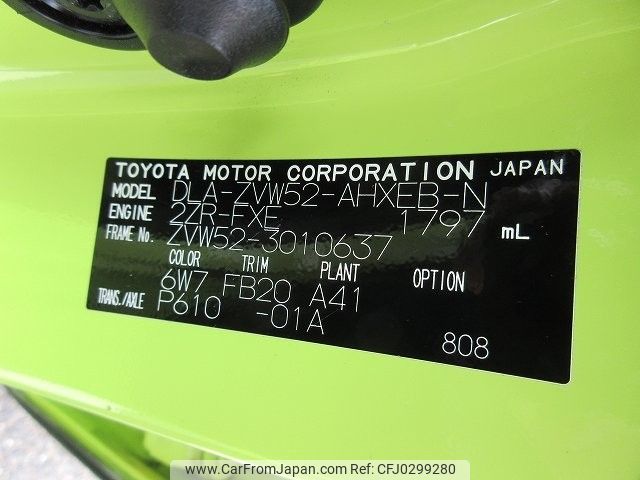 TOYOTA MOTOR CORPORATION JAPAN
MODEL DLA-ZVW52-AHXEB-N
ENGINE 2ZR-FXE 1797 mL
FRAME No. ZVW52-3010637
COLOR TRIM PLANT OPTION
6W7 FB20 A41
TRANS./AXLE P610 -01A
808
www.CarFromJapan.com - CFJ0299280